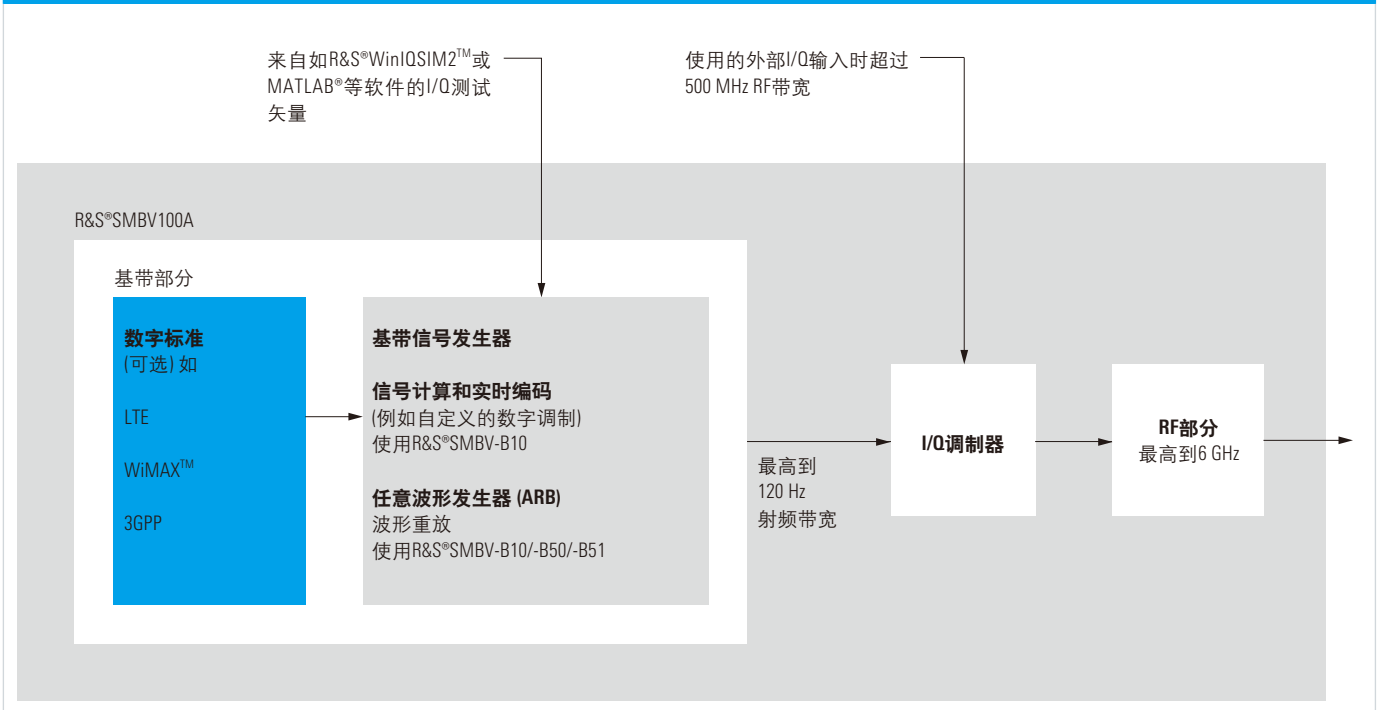 来自如R&S®WinIQSIM2™或
MATLAB®等软件的I/Q测试
矢量
使用的外部I/Q输入时超过
500 MHz RF带宽
R&S®SMBV100A
基带部分
数字标准
(可选) 如
LTE
WiMAX™
3GPP
基带信号发生器
信号计算和实时编码
(例如自定义的数字调制)
使用R&S®SMBV-B10
任意波形发生器 (ARB)
波形重放
使用R&S®SMBV-B10/-B50/-B51
最高到
120 Hz
射频带宽
I/Q调制器
RF部分
最高到6 GHz